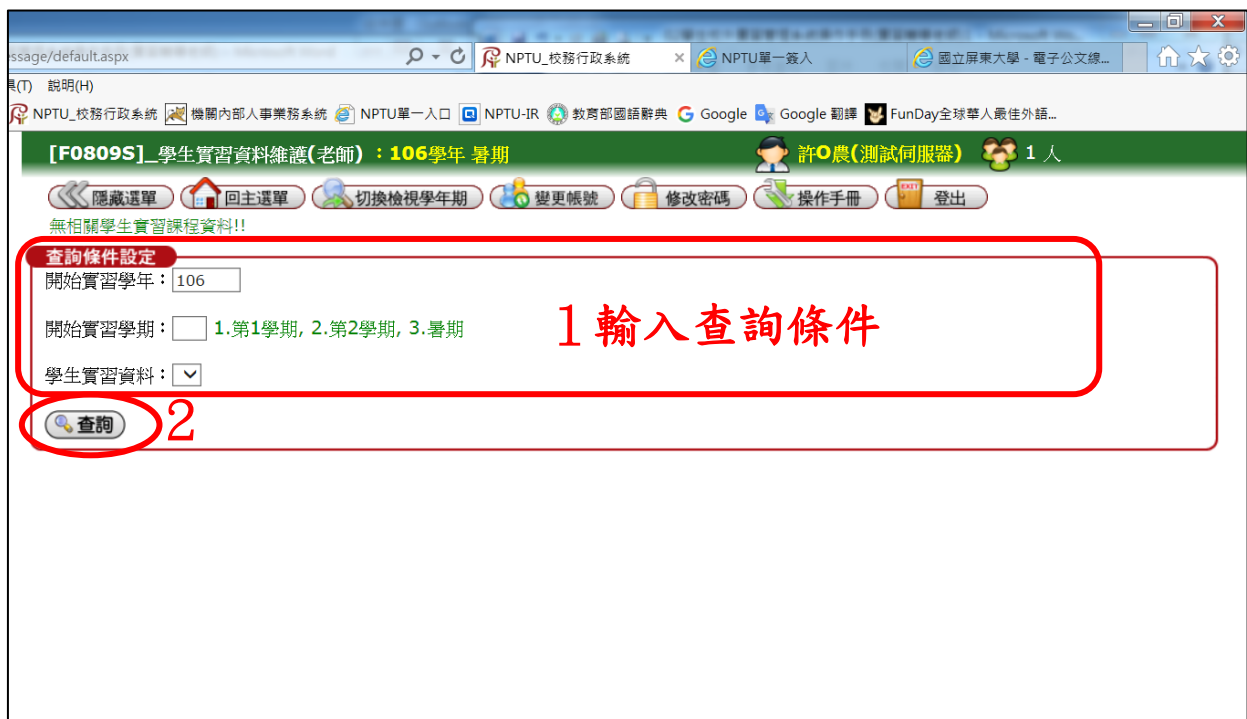 essage/default.aspx
NPTU_校務行政系統
NPTU單一簽入
國立屏東大學 - 電子公文線...
(T) 說明(H)
NPTU_校務行政系統 機關內部人事業務系統 NPTU單一入口 NPTU-IR 教育部國語辭典 Google Google 翻譯 FunDay全球華人最佳外語...
[F0809S]_學生實習資料維護(老師)：106學年 暑期 許O農(測試伺服器) 1 人
隱藏選單 回主選單 切換檢視學年期 變更帳號 修改密碼 操作手冊 登出
無相關學生實習課程資料!!
查詢條件設定
開始實習學年：106
開始實習學期： 1.第1學期, 2.第2學期, 3.暑期
1輸入查詢條件
學生實習資料：
查詢 2